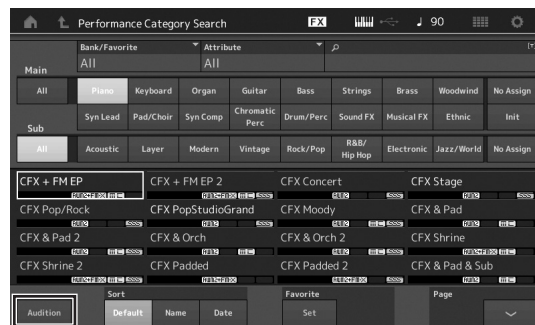 Performance Category Search FX 90
Bank/Favorite Attribute
Main All All
All Piano Keyboard Organ Guitar Bass Strings Brass Woodwind No Assign
Syn Lead Pad/Choir Syn Comp Chromatic Perc Drum/Perc Sound FX Musical FX Ethnic Init
Sub
All Acoustic Layer Modern Vintage Rock/Pop R&B/ Hip Hop Electronic Jazz/World No Assign
CFX + FM EP CFX + FM EP 2 CFX Concert CFX Stage
CFX Pop/Rock CFX PopStudioGrand CFX Moody CFX & Pad
CFX & Pad 2 CFX & Orch CFX & Orch 2 CFX Shrine
CFX Shrine 2 CFX Padded CFX Padded 2 CFX & Pad & Sub
Sort Favorite Page
Audition Default Name Date Set